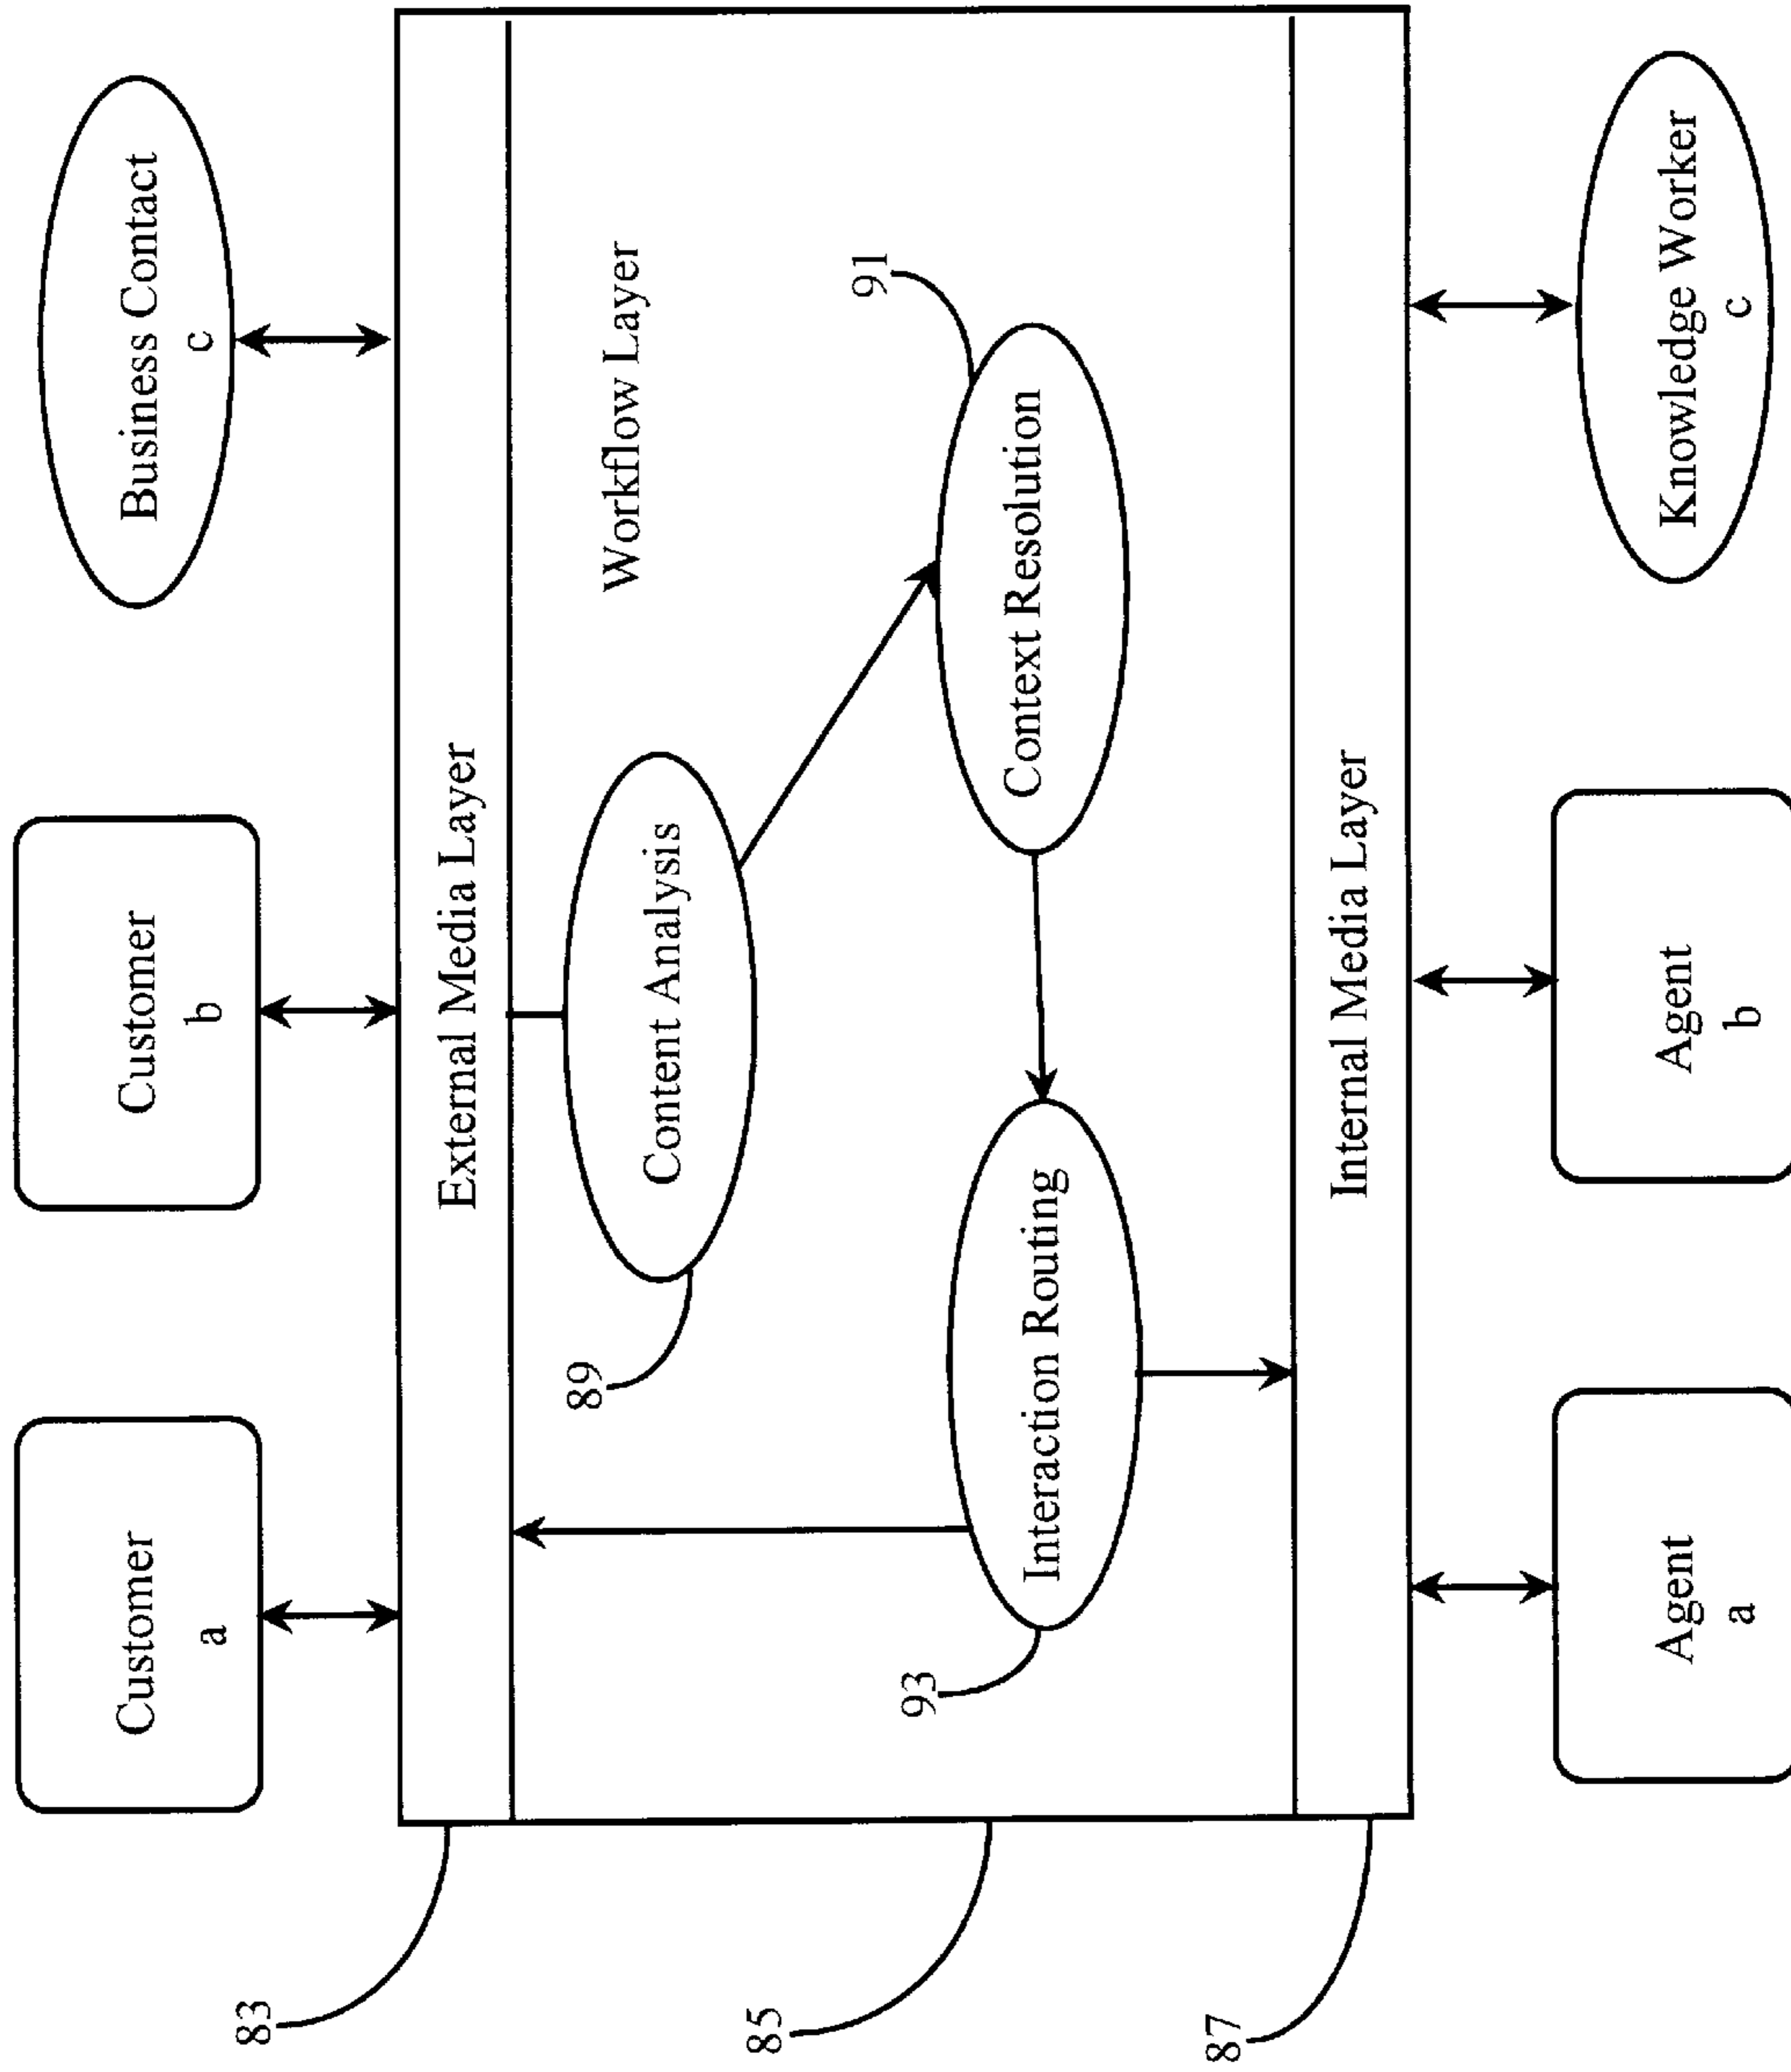 Customer
a
Customer
b
Business Contact
c
83
External Media Layer
Workflow Layer
89
Content Analysis
91
85
93
Interaction Routing
Context Resolution
87
Internal Media Layer
Agent
a
Agent
b
Knowledge Worker
c